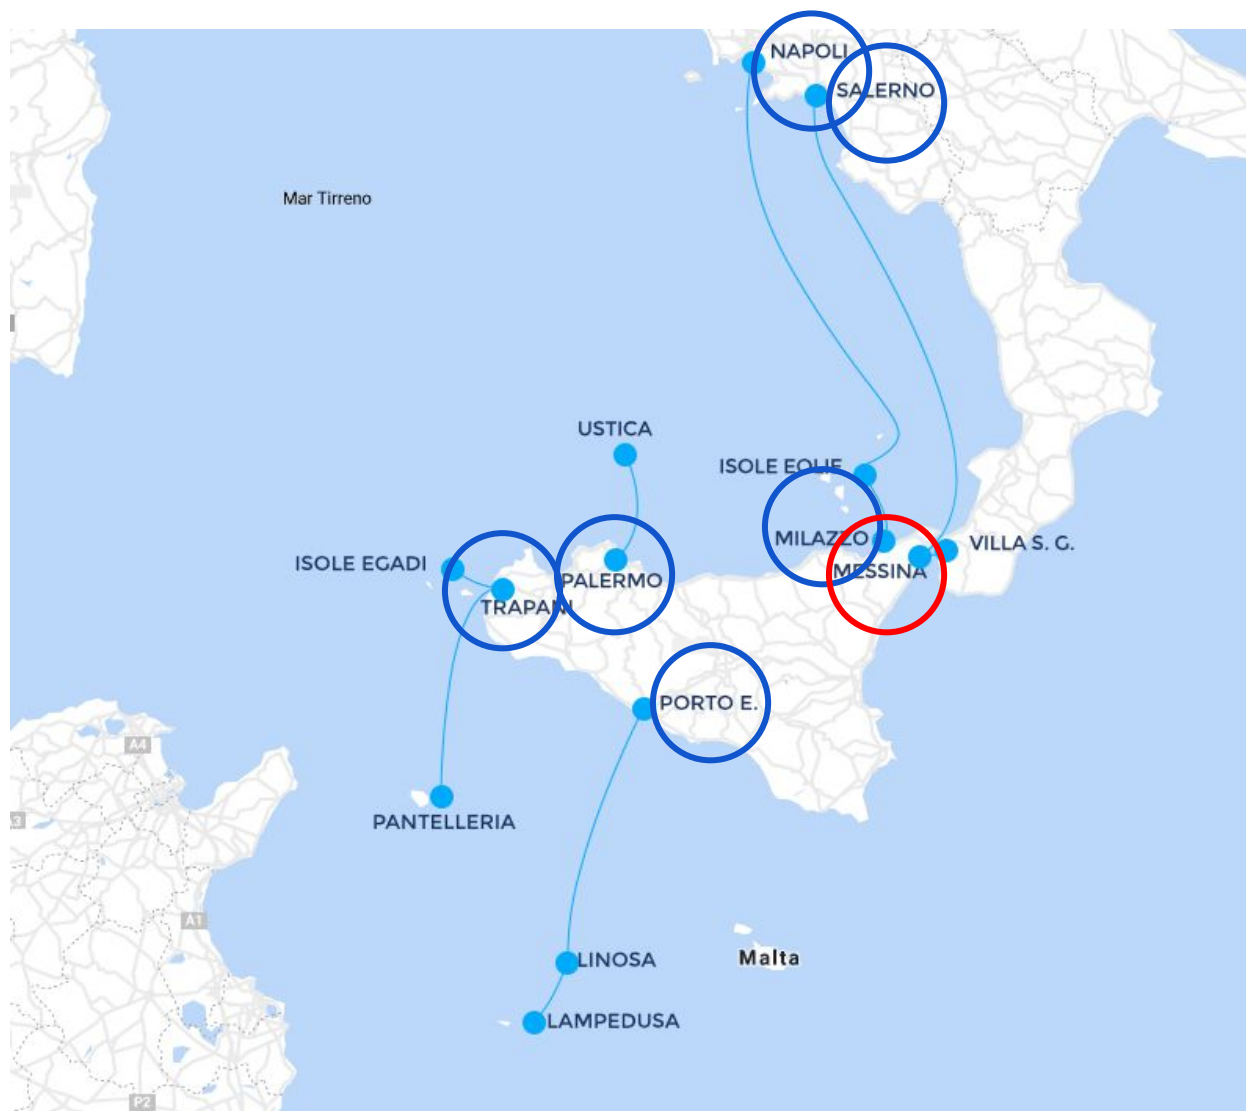 NAPOLI
SALERNO
Mar Tirreno
USTICA
ISOLE EOLIE
MILAZZO
VILLA S. G.
ISOLE EGADI
MESSINA
PALERMO
TRAPANI
PORTO E.
A4
PANTELLERIA
A1
Malta
LINOSA
LAMPEDUSA
P2